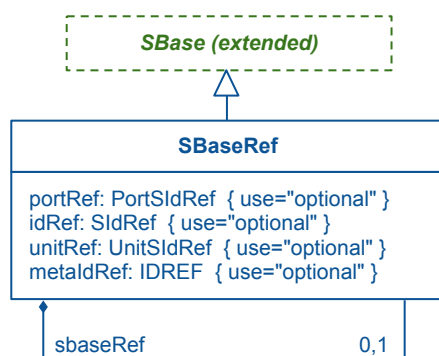 SBase (extended)
SBaseRef
portRef: PortSIdRef { use="optional" }
idRef: SIdRef { use="optional" }
unitRef: UnitSIdRef { use="optional" }
metaIdRef: IDREF { use="optional" }
sbaseRef 0,1